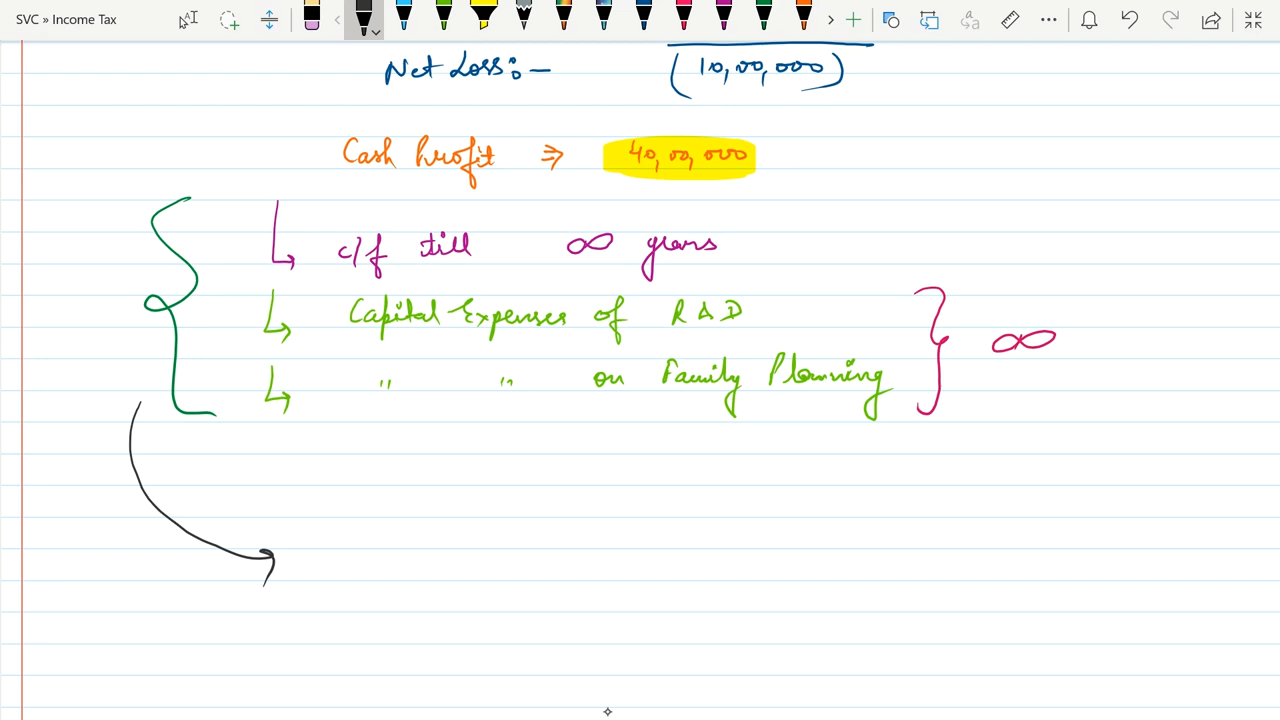 SVC » Income Tax
Net Loss:- (10,00,000)
Cash Profit ⇒ 40,00,000
c/f till ∞ years
Capital Expenses of R & D
" " on Family Planning
∞